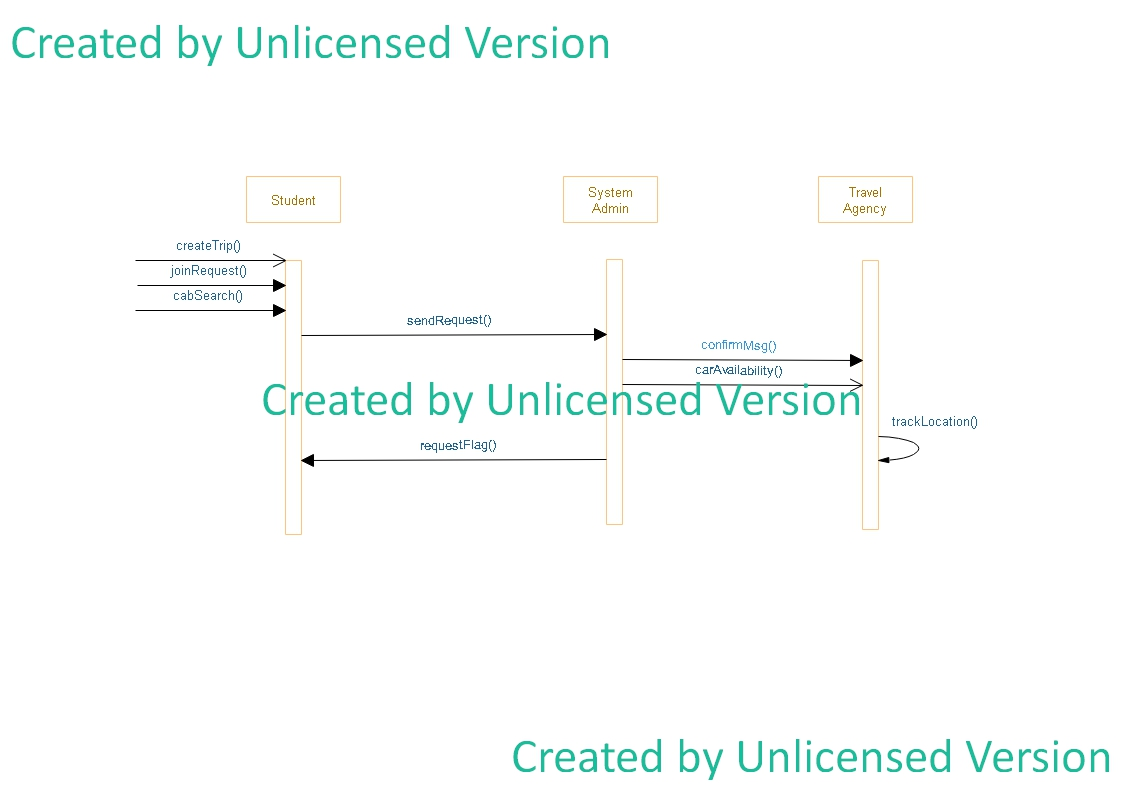 Created by Unlicensed Version
Student
System
Admin
Travel
Agency
createTrip()
joinRequest()
cabSearch()
sendRequest()
confirmMsg()
carAvailability()
Created by Unlicensed Version
trackLocation()
requestFlag()
Created by Unlicensed Version